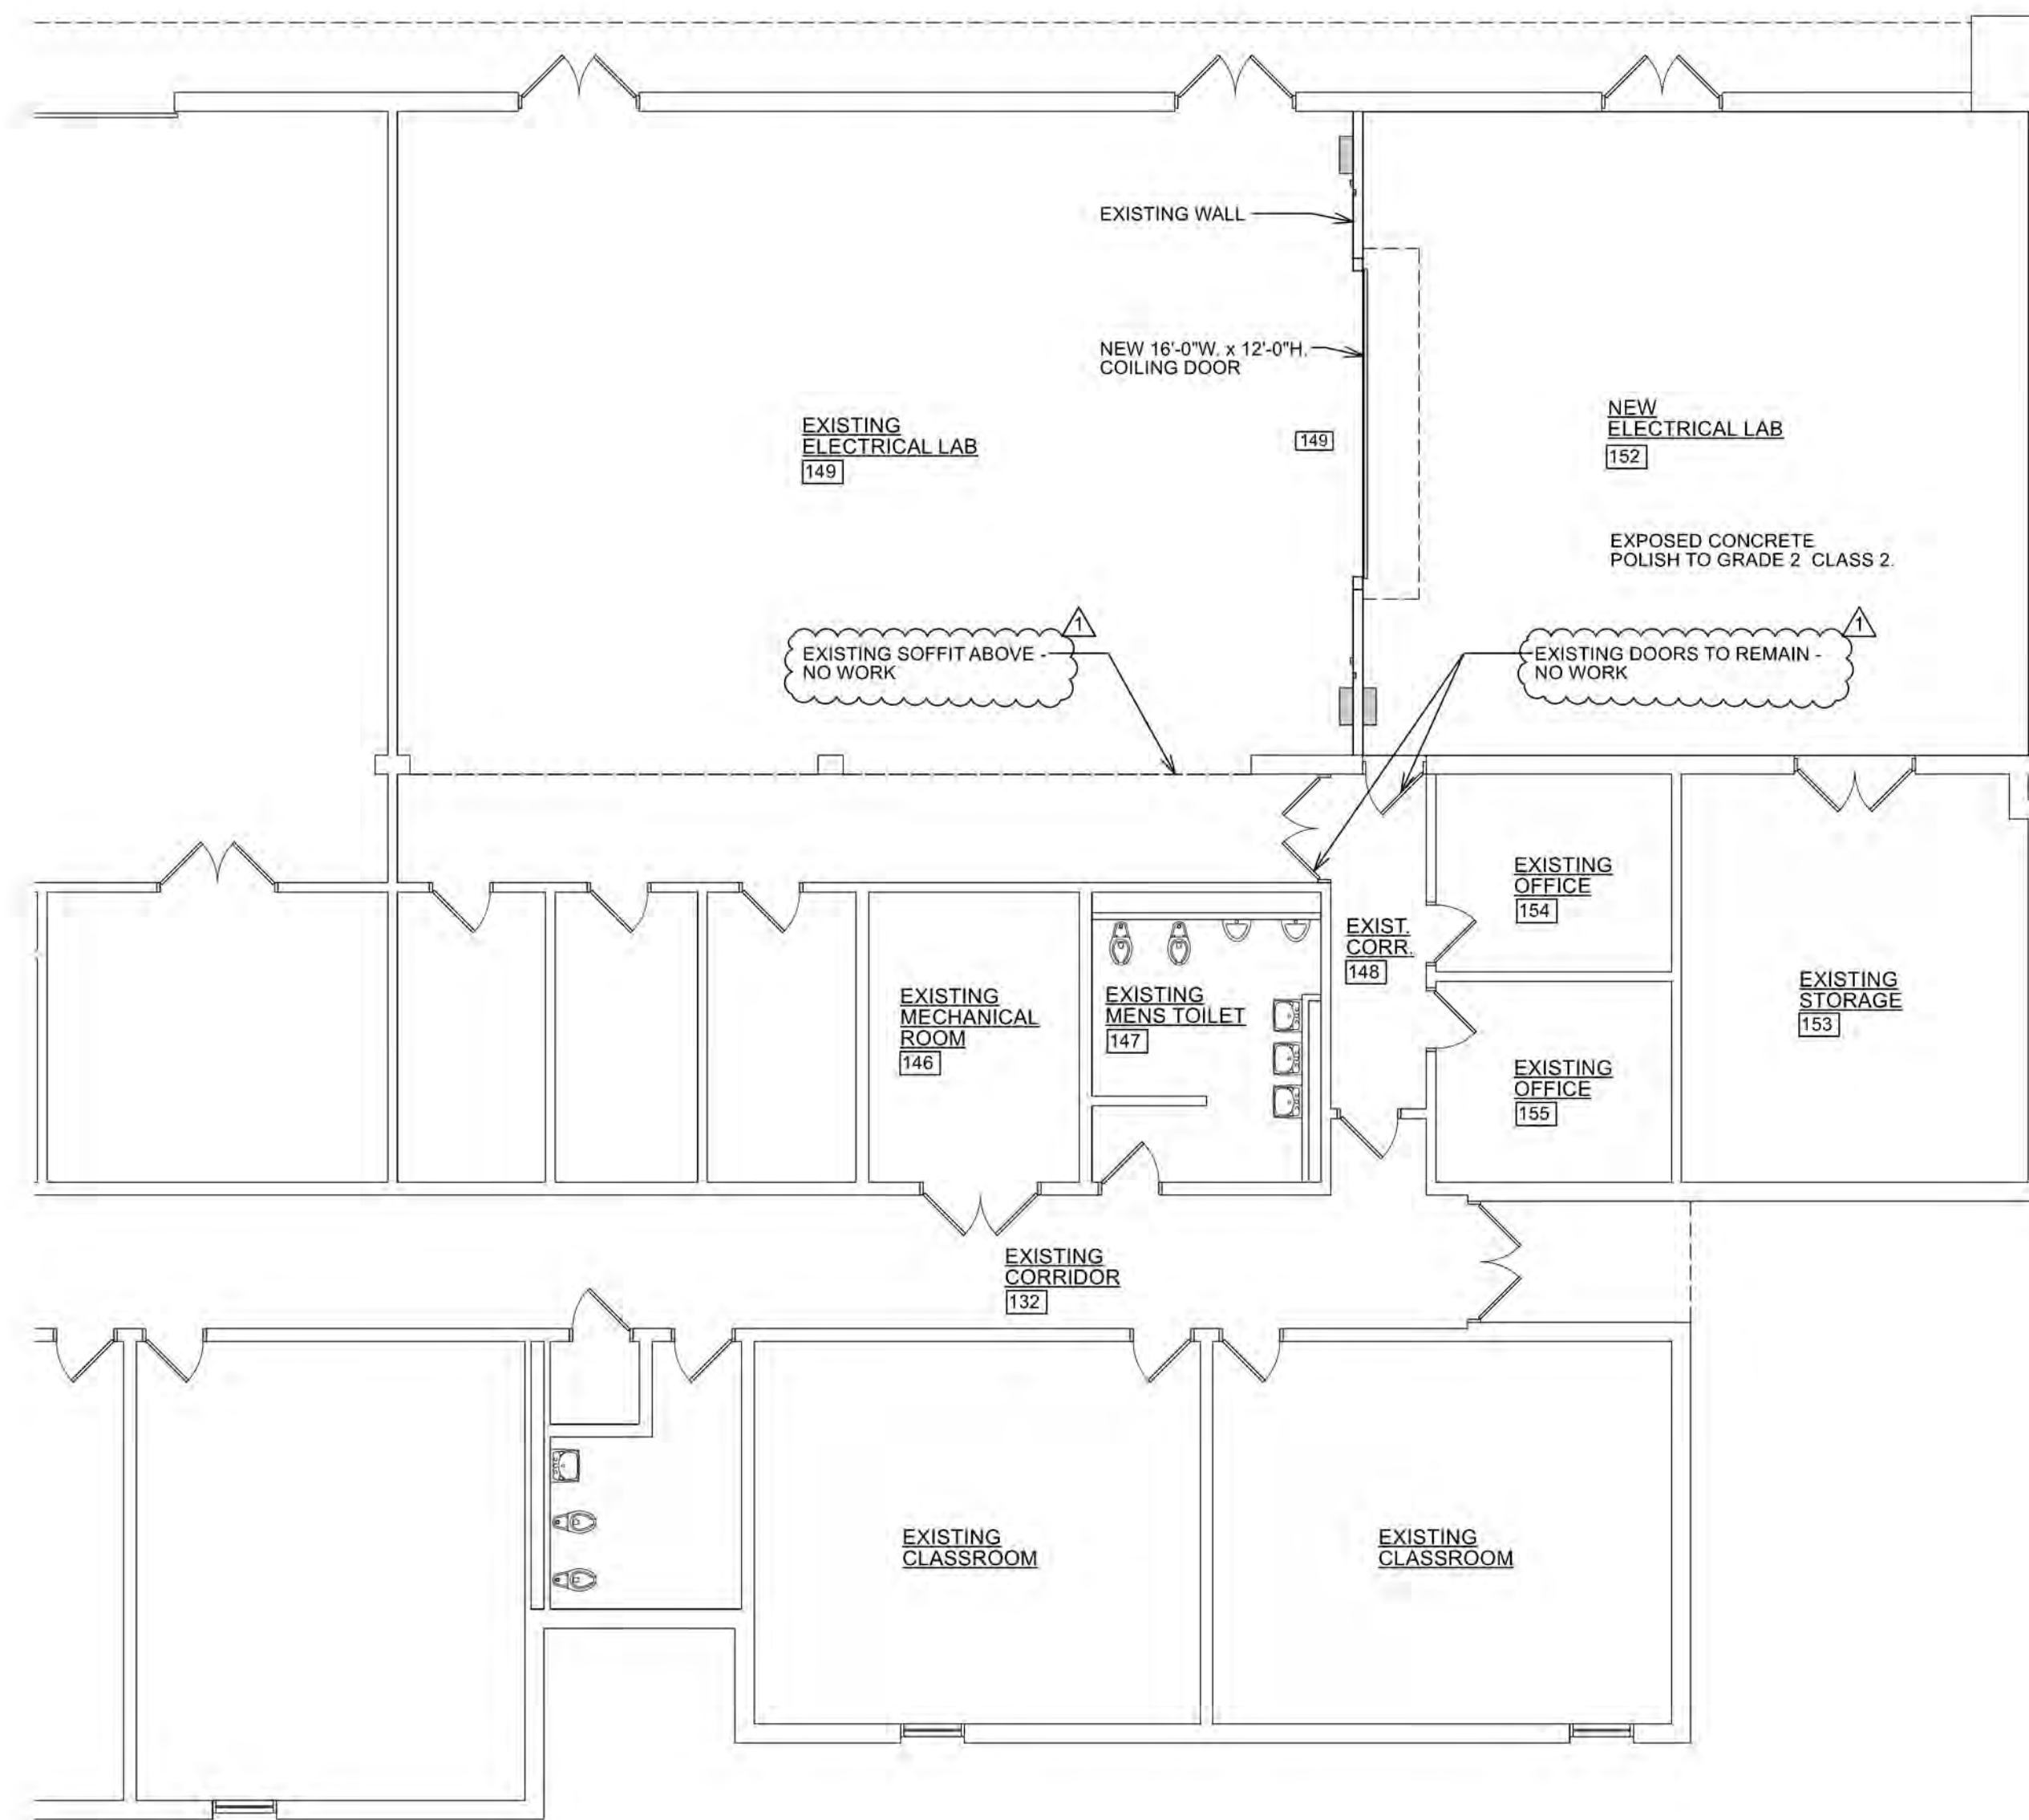 EXISTING WALL
NEW 16'-0"W. x 12'-0"H.
COILING DOOR
EXISTING
ELECTRICAL LAB
149
149
NEW
ELECTRICAL LAB
152
EXPOSED CONCRETE
POLISH TO GRADE 2 CLASS 2.
1
EXISTING SOFFIT ABOVE -
NO WORK
1
EXISTING DOORS TO REMAIN -
NO WORK
EXISTING
OFFICE
154
EXIST.
CORR.
148
EXISTING
STORAGE
153
EXISTING
MECHANICAL
ROOM
146
EXISTING
MENS TOILET
147
EXISTING
OFFICE
155
EXISTING
CORRIDOR
132
EXISTING
CLASSROOM
EXISTING
CLASSROOM